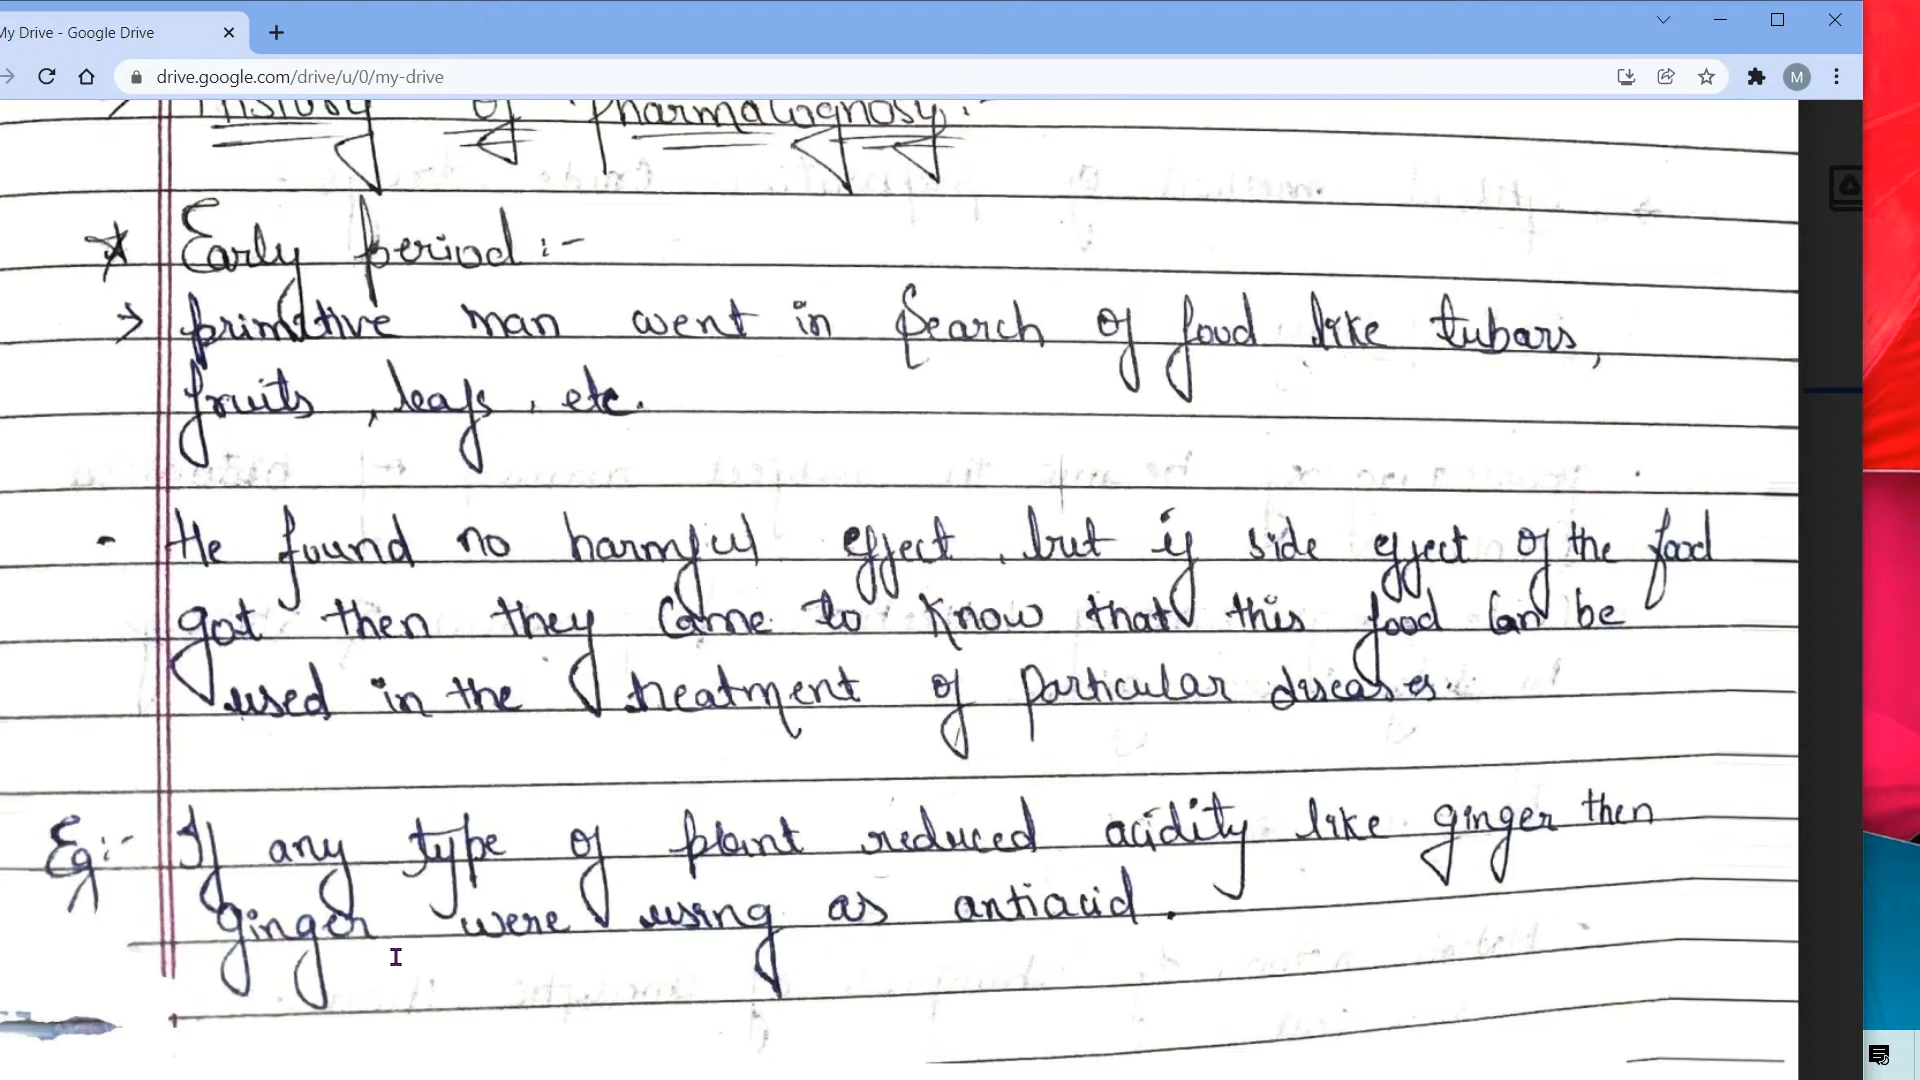 My Drive - Google Drive
drive.google.com/drive/u/0/my-drive
M
History of Pharmacognosy :-
Early period :-
→ primitive man went in Search of food like tubars,
fruits , leafs , etc.
- He found no harmful effect , but if side effect of the food
got then they Come to know that this food Can be
used in the treatment of particular diseases.
Eg :- If any type of plant reduced acidity like ginger then
ginger were using as antiacid .